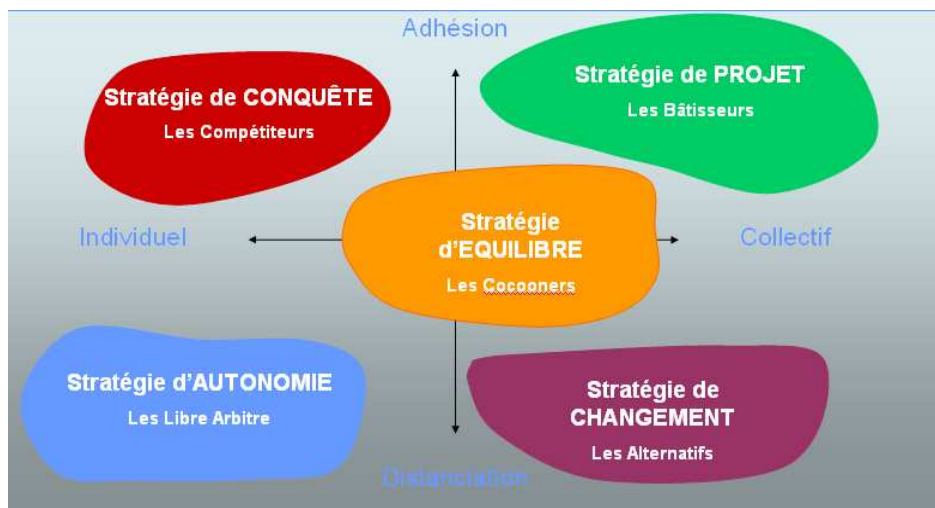 Adhésion
Stratégie de CONQUÊTE
Les Compétiteurs
Stratégie de PROJET
Les Bâtisseurs
Individuel
Stratégie
d'EQUILIBRE
Les Cocooners
Collectif
Stratégie d'AUTONOMIE
Les Libre Arbitre
Stratégie de
CHANGEMENT
Les Alternatifs
Distanciation